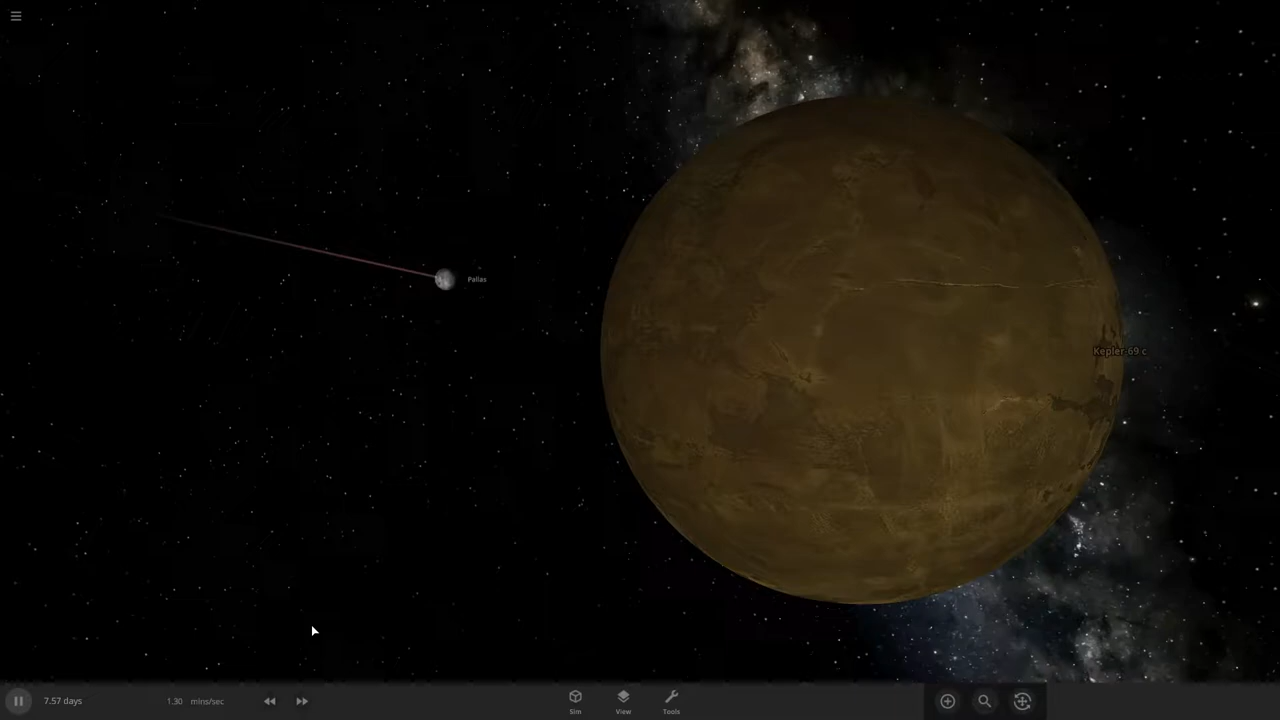 Pallas
Kepler-69 c
7.57 days
1.30 mins/sec
Sim
View
Tools